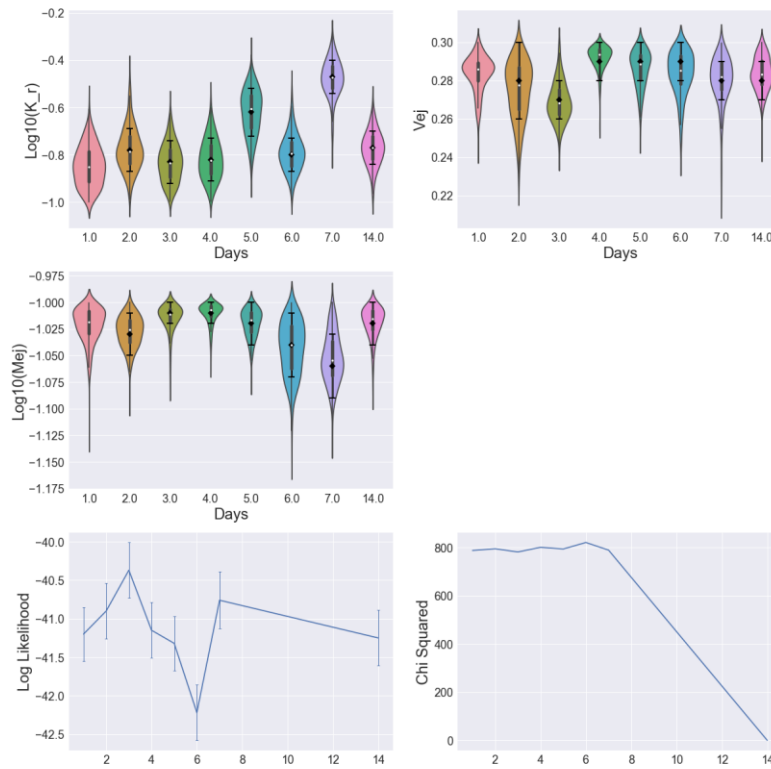 −0.2
−0.4
−0.6
−0.8
−1.0
Log10(K_r)
1.0 2.0 3.0 4.0 5.0 6.0 7.0 14.0
Days
0.30
0.28
0.26
0.24
0.22
Vej
1.0 2.0 3.0 4.0 5.0 6.0 7.0 14.0
Days
−0.975
−1.000
−1.025
−1.050
−1.075
−1.100
−1.125
−1.150
−1.175
Log10(Mej)
1.0 2.0 3.0 4.0 5.0 6.0 7.0 14.0
Days
−40.0
−40.5
−41.0
−41.5
−42.0
−42.5
Log Likelihood
2 4 6 8 10 12 14
800
600
400
200
0
Chi Squared
2 4 6 8 10 12 14